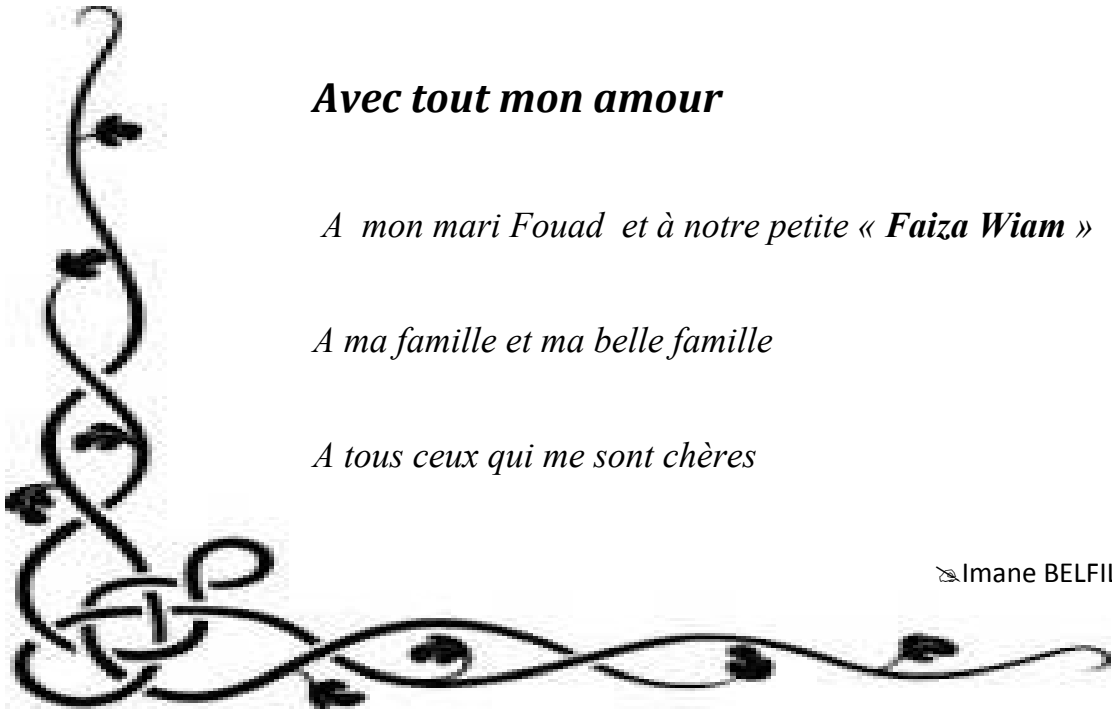 Avec tout mon amour
A mon mari Fouad et à notre petite « Faiza Wiam »
A ma famille et ma belle famille
A tous ceux qui me sont chères
Imane